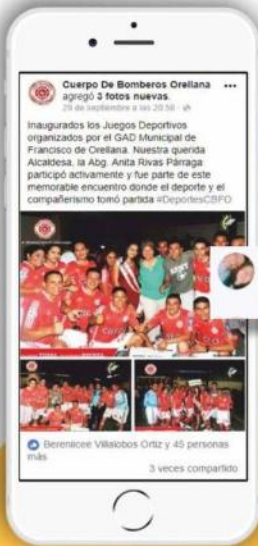 Cuerpo De Bomberos Orellana
agregó 3 fotos nuevas.
29 de septiembre a las 20:56
Inaugurados los Juegos Deportivos
organizados por el GAD Municipal de
Francisco de Orellana. Nuestra querida
Alcaldesa, la Abg. Anita Rivas Párraga
participó activamente y fue parte de este
memorable encuentro donde el deporte y el
compañerismo tomó partida #DeportesCBFO
Berenilcee Villalobos Ortiz y 45 personas
más
3 veces compartido